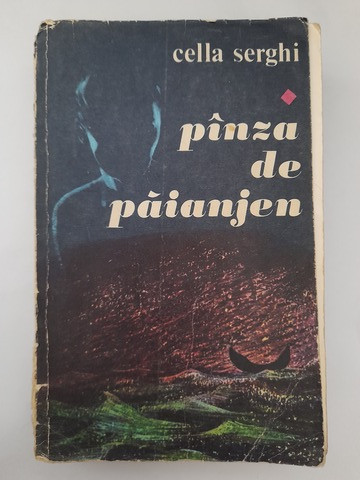 cella serghi
pînza
de
păianjen